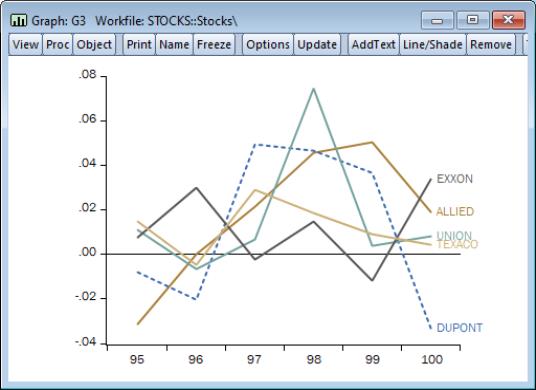 Graph: G3 Workfile: STOCKS::Stocks\
View Proc Object Print Name Freeze Options Update AddText Line/Shade Remove
.08
.06
.04
.02
.00
-.02
-.04
EXXON
ALLIED
UNION
TEXACO
DUPONT
95 96 97 98 99 100